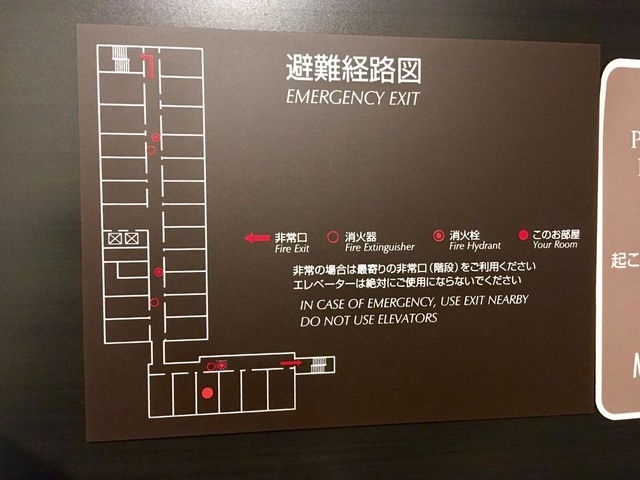 避難経路図
EMERGENCY EXIT
非常口
Fire Exit
消火器
Fire Extinguisher
消火栓
Fire Hydrant
このお部屋
Your Room
非常の場合は最寄りの非常口(階段)をご利用ください
エレベーターは絶対にご使用にならないでください
IN CASE OF EMERGENCY, USE EXIT NEARBY
DO NOT USE ELEVATORS
P
起こ
M